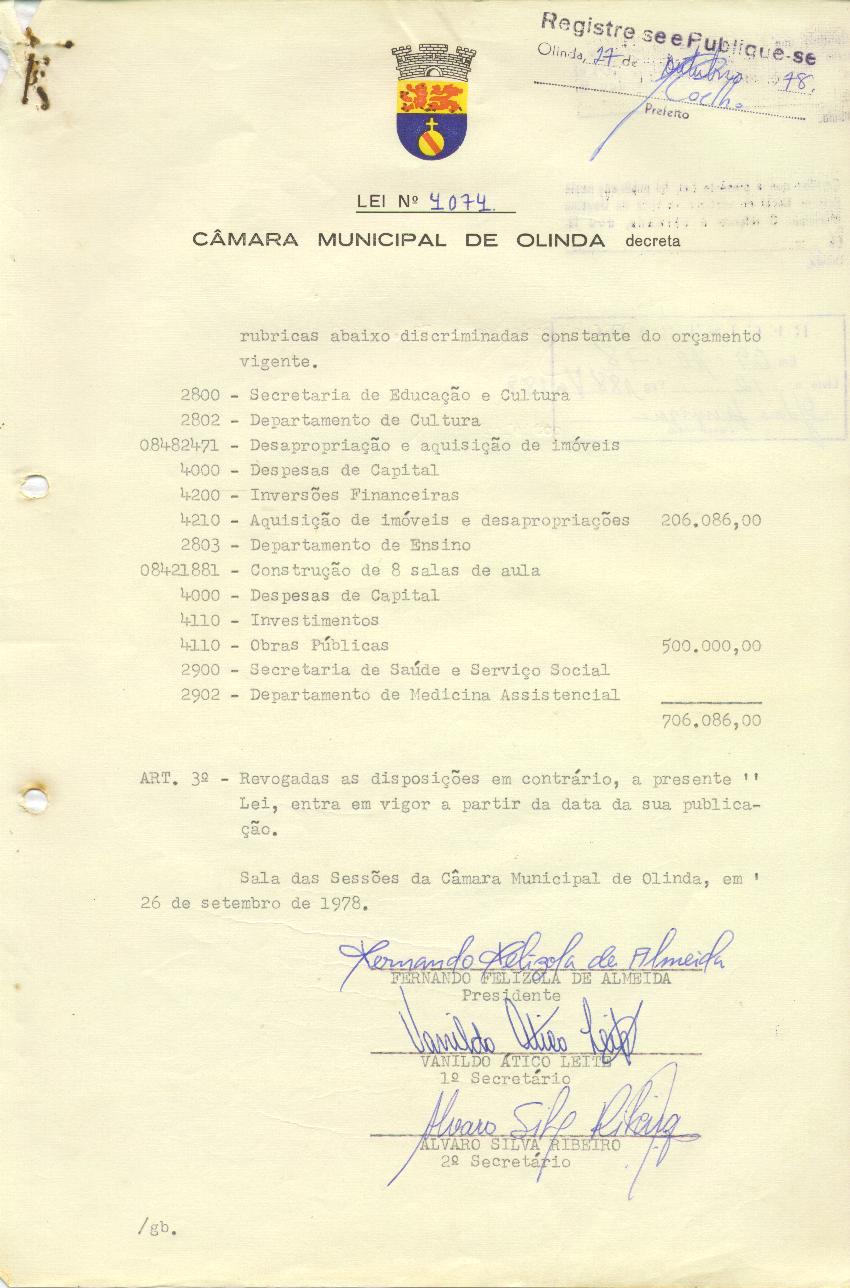 Registre se e Publique-se
Olinda, 27 de outubro 1978.
Coelho
Prefeito
LEI Nº 4074.
CÂMARA MUNICIPAL DE OLINDA decreta
rubricas abaixo discriminadas constante do orçamento
vigente.
2800 - Secretaria de Educação e Cultura
2802 - Departamento de Cultura
08482471 - Desapropriação e aquisição de imóveis
4000 - Despesas de Capital
4200 - Inversões Financeiras
4210 - Aquisição de imóveis e desapropriações 206.086,00
2803 - Departamento de Ensino
08421881 - Construção de 8 salas de aula
4000 - Despesas de Capital
4110 - Investimentos
4110 - Obras Públicas 500.000,00
2900 - Secretaria de Saúde e Serviço Social
2902 - Departamento de Medicina Assistencial
706.086,00
ART. 3º - Revogadas as disposições em contrário, a presente ''
Lei, entra em vigor a partir da data da sua publica-
ção.
Sala das Sessões da Câmara Municipal de Olinda, em '
26 de setembro de 1978.
Fernando Felizola de Almeida
FERNANDO FELIZOLA DE ALMEIDA
Presidente
Vanildo Ático Leite
VANILDO ÁTICO LEITE
1º Secretário
Alvaro Silva Ribeiro
ÁLVARO SILVA RIBEIRO
2º Secretário
/gb.